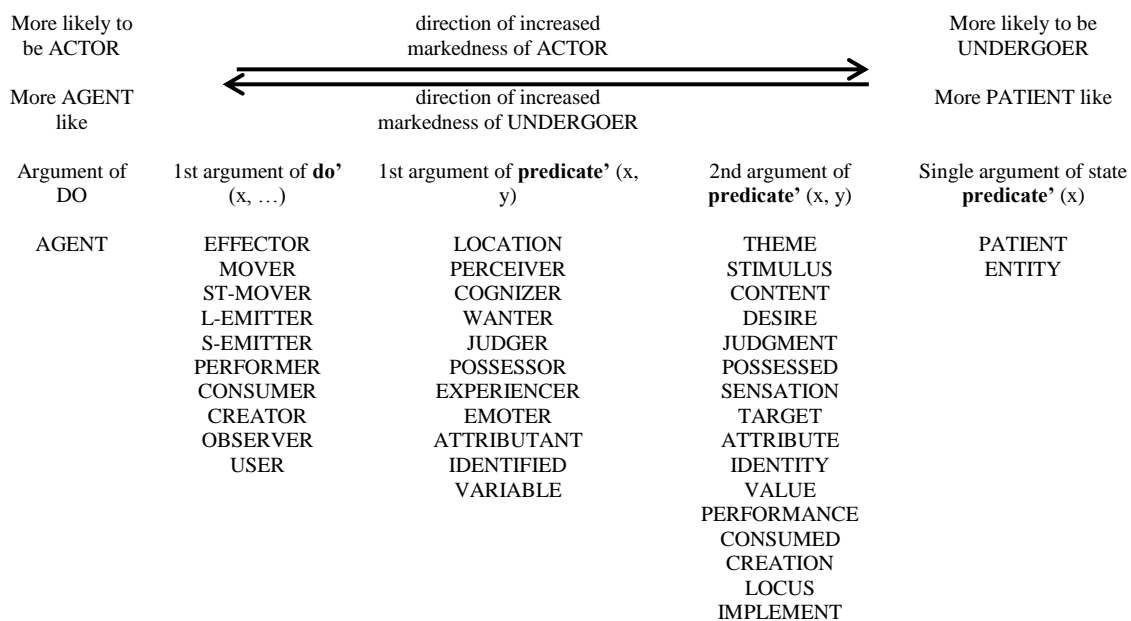 More likely to be ACTOR
direction of increased markedness of ACTOR
More likely to be UNDERGOER
More AGENT like
direction of increased markedness of UNDERGOER
More PATIENT like
Argument of DO
1st argument of do’ (x, …)
1st argument of predicate’ (x, y)
2nd argument of predicate’ (x, y)
Single argument of state predicate’ (x)
AGENT
EFFECTOR
MOVER
ST-MOVER
L-EMITTER
S-EMITTER
PERFORMER
CONSUMER
CREATOR
OBSERVER
USER
LOCATION
PERCEIVER
COGNIZER
WANTER
JUDGER
POSSESSOR
EXPERIENCER
EMOTER
ATTRIBUTANT
IDENTIFIED
VARIABLE
THEME
STIMULUS
CONTENT
DESIRE
JUDGMENT
POSSESSED
SENSATION
TARGET
ATTRIBUTE
IDENTITY
VALUE
PERFORMANCE
CONSUMED
CREATION
LOCUS
IMPLEMENT
PATIENT
ENTITY